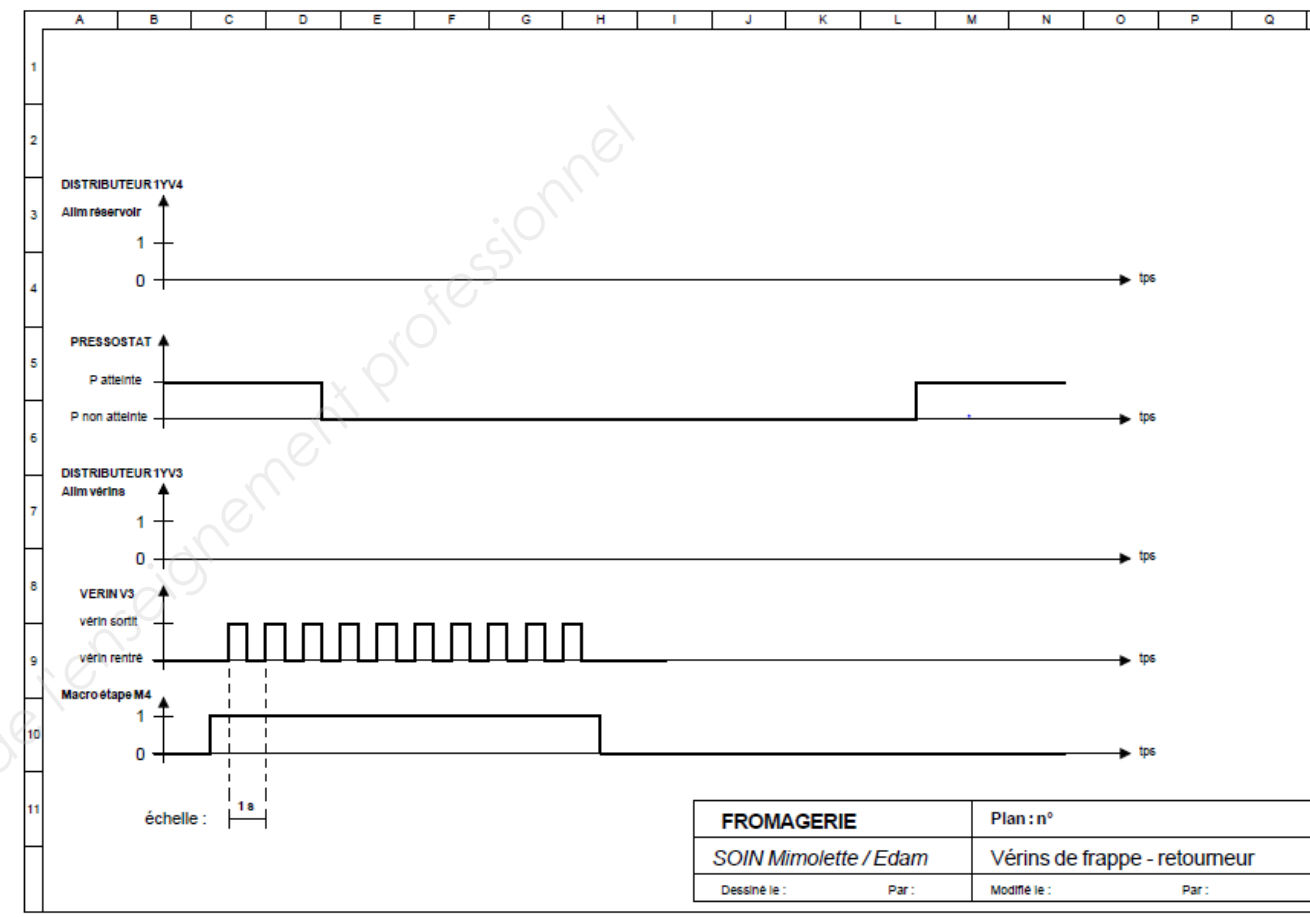 A B C D E F G H I J K L M N O P Q
1
2
DISTRIBUTEUR 1YV4
3
Alim réservoir
1
0
tps
4
PRESSOSTAT
5
P atteinte
P non atteinte
tps
6
DISTRIBUTEUR 1YV3
Alim vérins
7
1
0
tps
8
VERIN V3
vérin sortit
vérin rentré
tps
9
Macro étape M4
1
10
0
tps
11
échelle :
1 s
FROMAGERIE
Plan : n°
SOIN Mimolette / Edam
Vérins de frappe - retourneur
Dessiné le : Par :
Modifié le : Par :
de l'enseignement professionnel